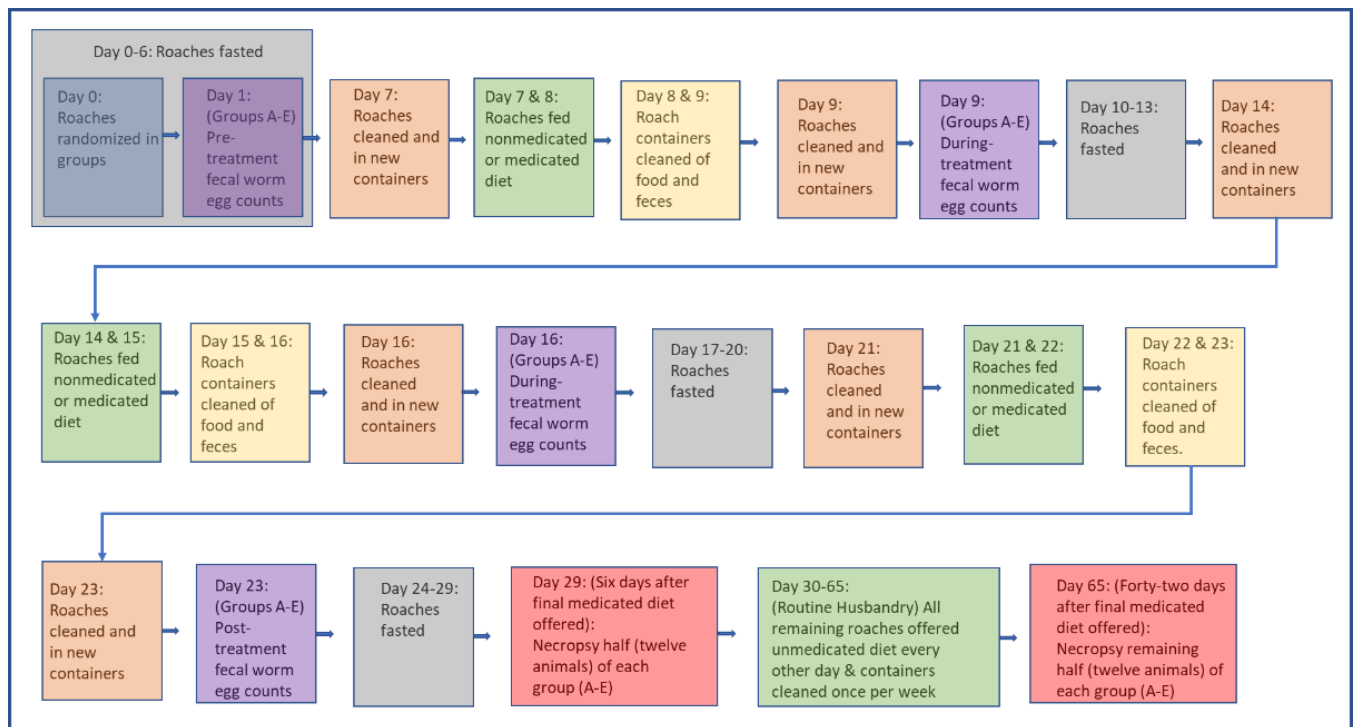 Day 0-6: Roaches fasted
Day 0:
Roaches
randomized in
groups
Day 1:
(Groups A-E)
Pre-
treatment
fecal worm
egg counts
Day 7:
Roaches
cleaned and
in new
containers
Day 7 & 8:
Roaches fed
nonmedicated
or medicated
diet
Day 8 & 9:
Roach
containers
cleaned of
food and
feces
Day 9:
Roaches
cleaned and
in new
containers
Day 9:
(Groups A-E)
During-
treatment
fecal worm
egg counts
Day 10-13:
Roaches
fasted
Day 14:
Roaches
cleaned
and in new
containers
Day 14 & 15:
Roaches fed
nonmedicated
or medicated
diet
Day 15 & 16:
Roach
containers
cleaned of
food and
feces
Day 16:
Roaches
cleaned
and in new
containers
Day 16:
(Groups A-E)
During-
treatment
fecal worm
egg counts
Day 17-20:
Roaches
fasted
Day 21:
Roaches
cleaned
and in new
containers
Day 21 & 22:
Roaches fed
nonmedicated
or medicated
diet
Day 22 & 23:
Roach
containers
cleaned of
food and
feces.
Day 23:
Roaches
cleaned and
in new
containers
Day 23:
(Groups A-E)
Post-
treatment
fecal worm
egg counts
Day 24-29:
Roaches
fasted
Day 29: (Six days after
final medicated diet
offered):
Necropsy half (twelve
animals) of each
group (A-E)
Day 30-65:
(Routine Husbandry) All
remaining roaches offered
unmedicated diet every
other day & containers
cleaned once per week
Day 65: (Forty-two days
after final medicated
diet offered):
Necropsy remaining
half (twelve animals) of
each group (A-E)